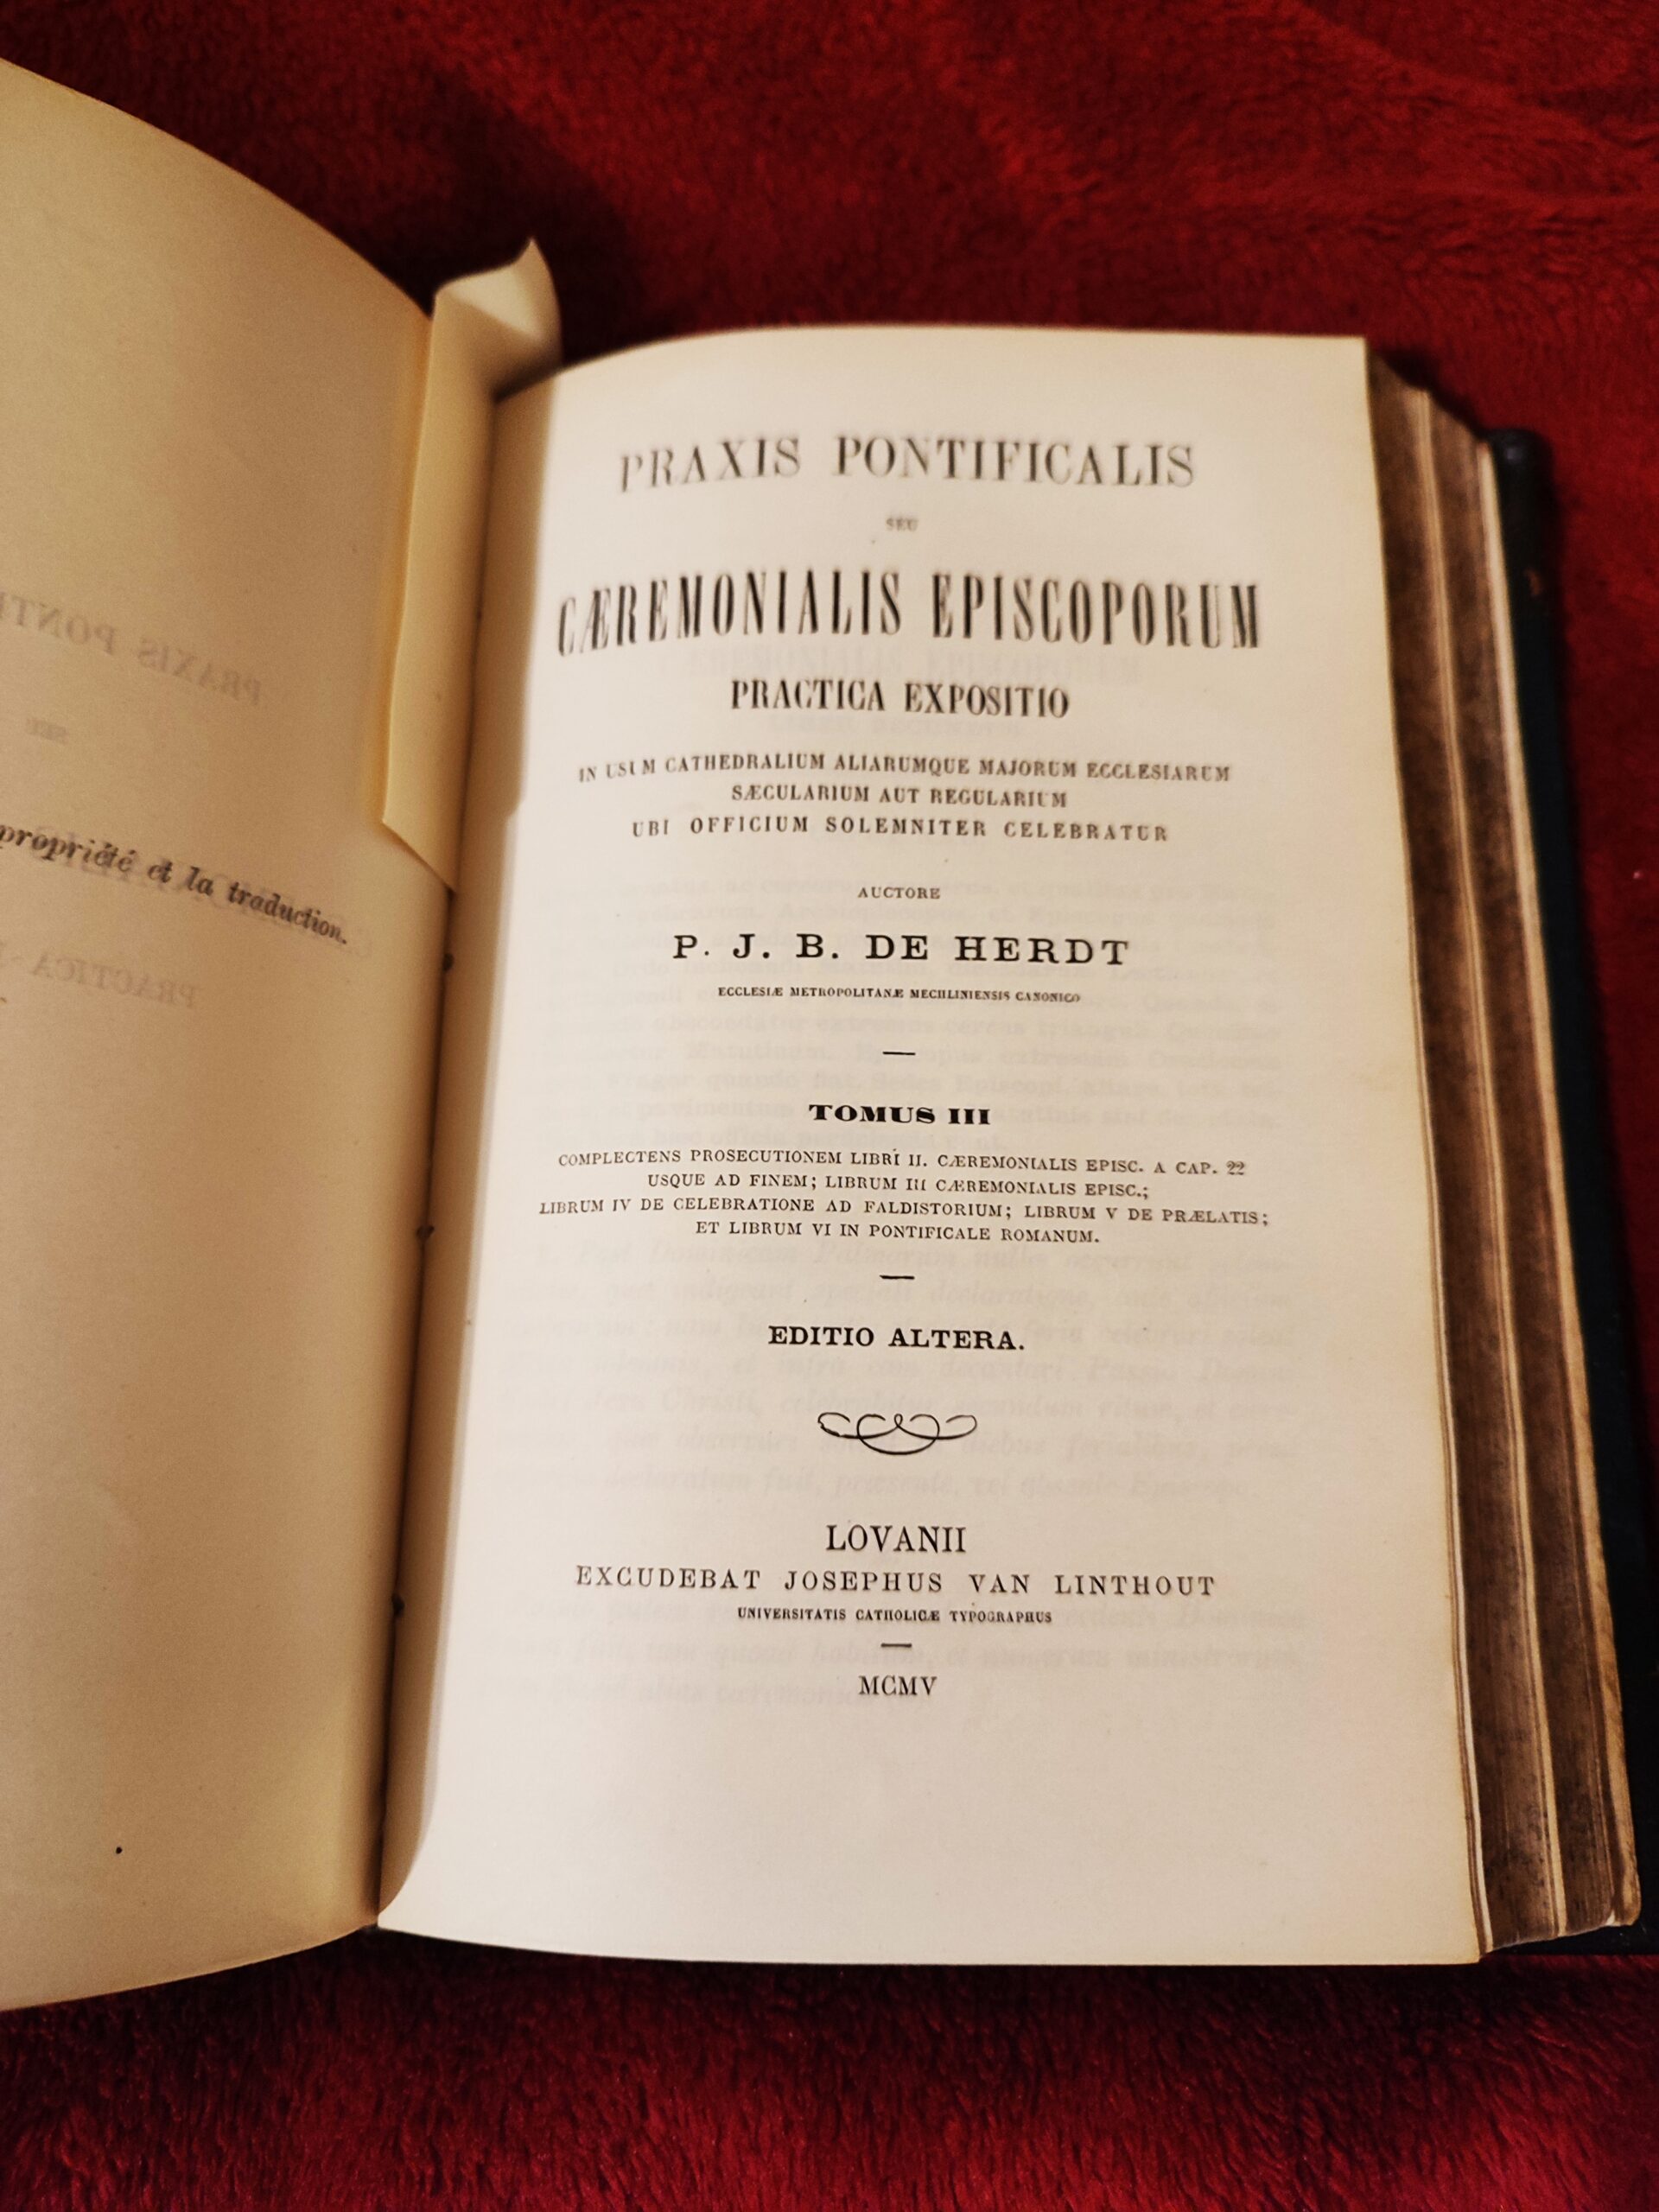 propriété et la traduction.
PRAXIS PONTIFICALIS
SEU
CÆREMONIALIS EPISCOPORUM
PRACTICA EXPOSITIO
IN USUM CATHEDRALIUM ALIARUMQUE MAJORUM ECCLESIARUM
SÆCULARIUM AUT REGULARIUM
UBI OFFICIUM SOLEMNITER CELEBRATUR
AUCTORE
P. J. B. DE HERDT
ECCLESIÆ METROPOLITANÆ MECHLINIENSIS CANONICO
TOMUS III
COMPLECTENS PROSECUTIONEM LIBRI II. CÆREMONIALIS EPISC. A CAP. 22
USQUE AD FINEM; LIBRUM III CÆREMONIALIS EPISC.;
LIBRUM IV DE CELEBRATIONE AD FALDISTORIUM; LIBRUM V DE PRÆLATIS;
ET LIBRUM VI IN PONTIFICALE ROMANUM.
EDITIO ALTERA.
LOVANII
EXCUDEBAT JOSEPHUS VAN LINTHOUT
UNIVERSITATIS CATHOLICÆ TYPOGRAPHUS
MCMV